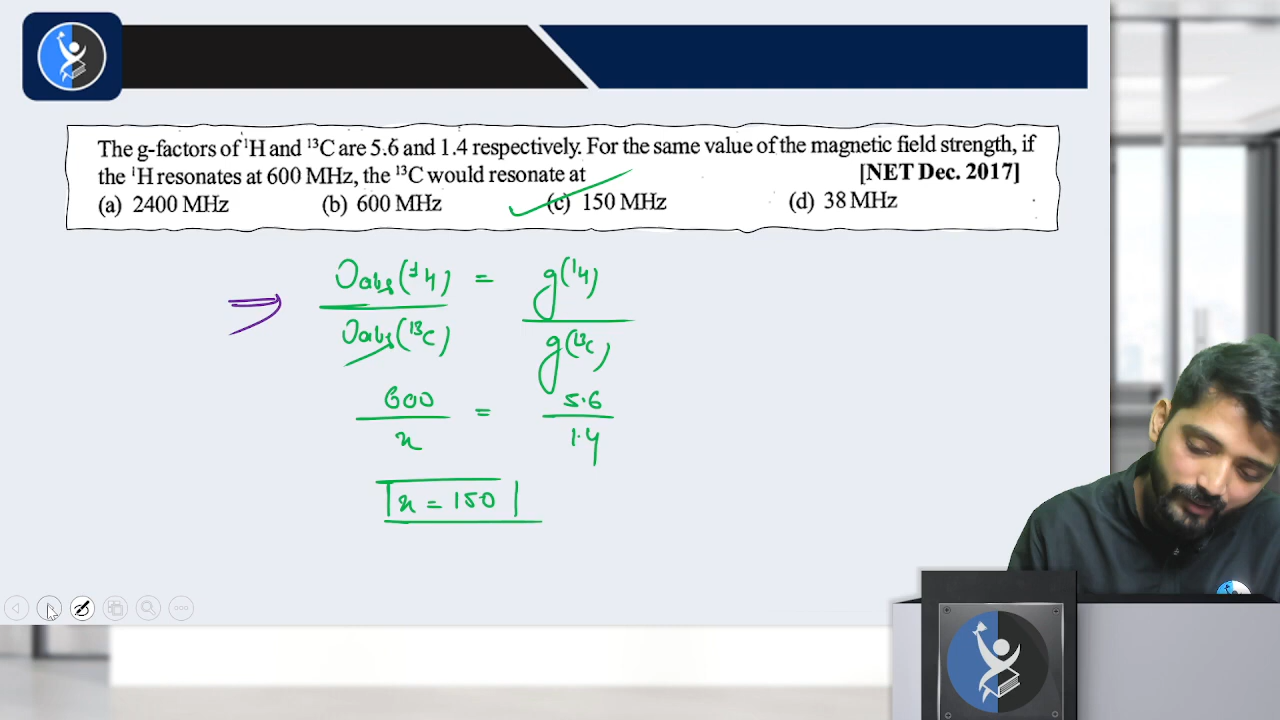 The g-factors of ¹H and ¹³C are 5.6 and 1.4 respectively. For the same value of the magnetic field strength, if
the ¹H resonates at 600 MHz, the ¹³C would resonate at [NET Dec. 2017]
(a) 2400 MHz (b) 600 MHz (c) 150 MHz (d) 38 MHz
νabs(¹H) = g(¹H)
νabs(¹³C) g(¹³C)
600 = 5.6
x 1.4
x = 150